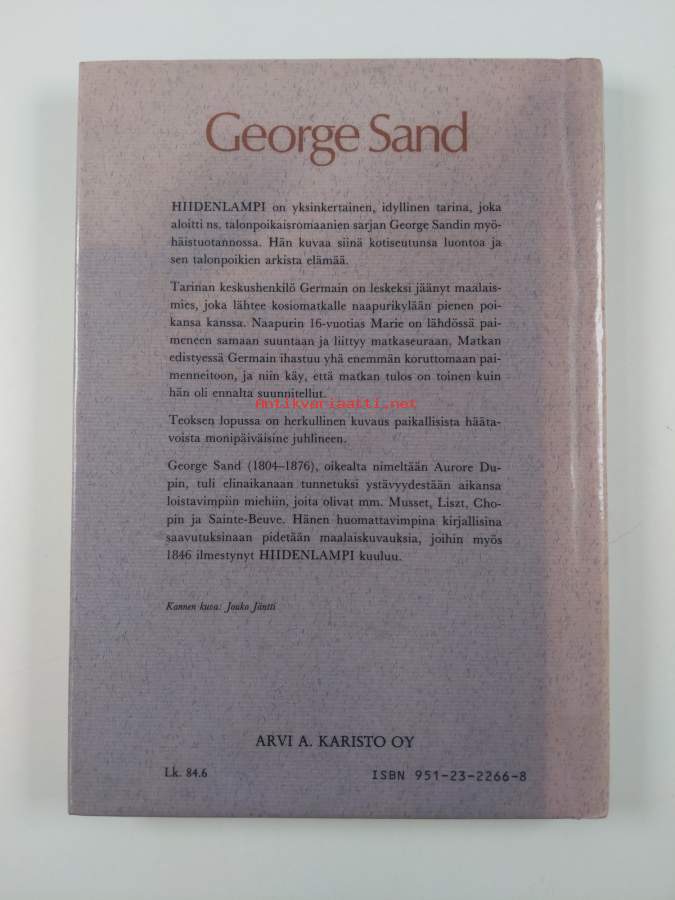 George Sand
HIIDENLAMPI on yksinkertainen, idyllinen tarina, joka
aloitti ns. talonpoikaisromaanien sarjan George Sandin myö-
häistuotannossa. Hän kuvaa siinä kotiseutunsa luontoa ja
sen talonpoikien arkista elämää.
Tarinan keskushenkilö Germain on leskeksi jäänyt maalais-
mies, joka lähtee kosiomatkalle naapurikylään pienen poi-
kansa kanssa. Naapurin 16-vuotias Marie on lähdössä pai-
meneen samaan suuntaan ja liittyy matkaseuraan. Matkan
edistyessä Germain ihastuu yhä enemmän koruttomaan pai-
menneitoon, ja niin käy, että matkan tulos on toinen kuin
hän oli ennalta suunnitellut.
Antikvariaatti.net
Teoksen lopussa on herkullinen kuvaus paikallisista häätä-
voista monipäiväisine juhlineen.
George Sand (1804–1876), oikealta nimeltään Aurore Du-
pin, tuli elinaikanaan tunnetuksi ystävyydestään aikansa
loistavimpiin miehiin, joita olivat mm. Musset, Liszt, Cho-
pin ja Sainte-Beuve. Hänen huomattavimpina kirjallisina
saavutuksinaan pidetään maalaiskuvauksia, joihin myös
1846 ilmestynyt HIIDENLAMPI kuuluu.
Kannen kuva: Jouko Jäntti
ARVI A. KARISTO OY
Lk. 84.6
ISBN 951-23-2266-8